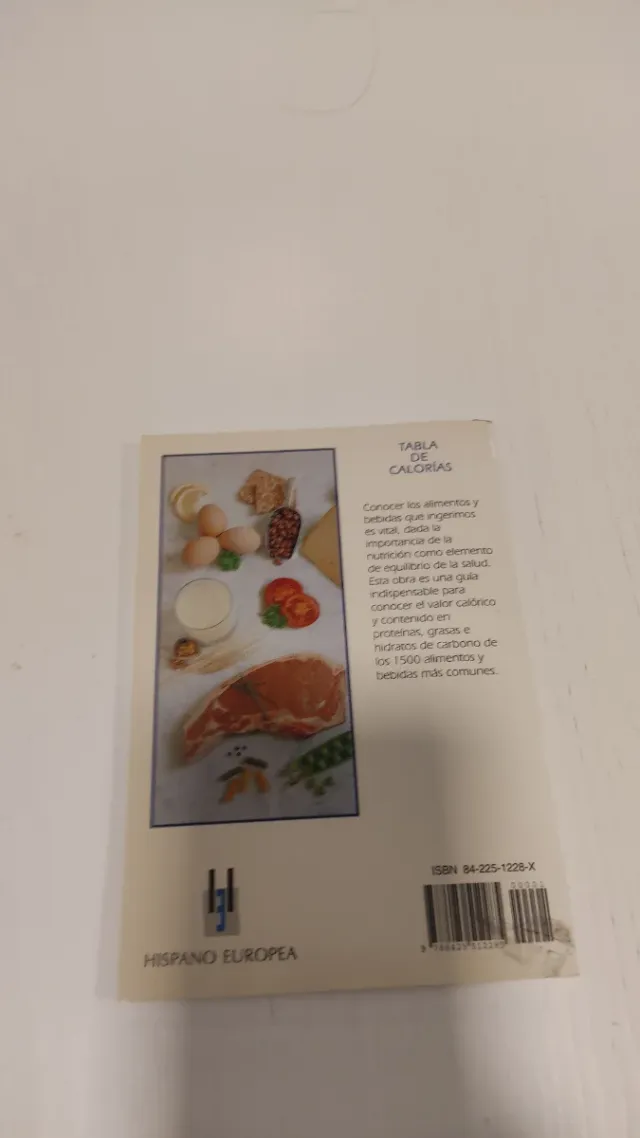 TABLA
DE
CALORÍAS
Conocer los alimentos y
bebidas que ingerimos
es vital, dada la
importancia de la
nutrición como elemento
de equilibrio de la salud.
Esta obra es una guía
indispensable para
conocer el valor calórico
y contenido en
proteínas, grasas e
hidratos de carbono de
los 1500 alimentos y
bebidas más comunes.
ISBN 84-225-1228-X
HISPANO EUROPEA